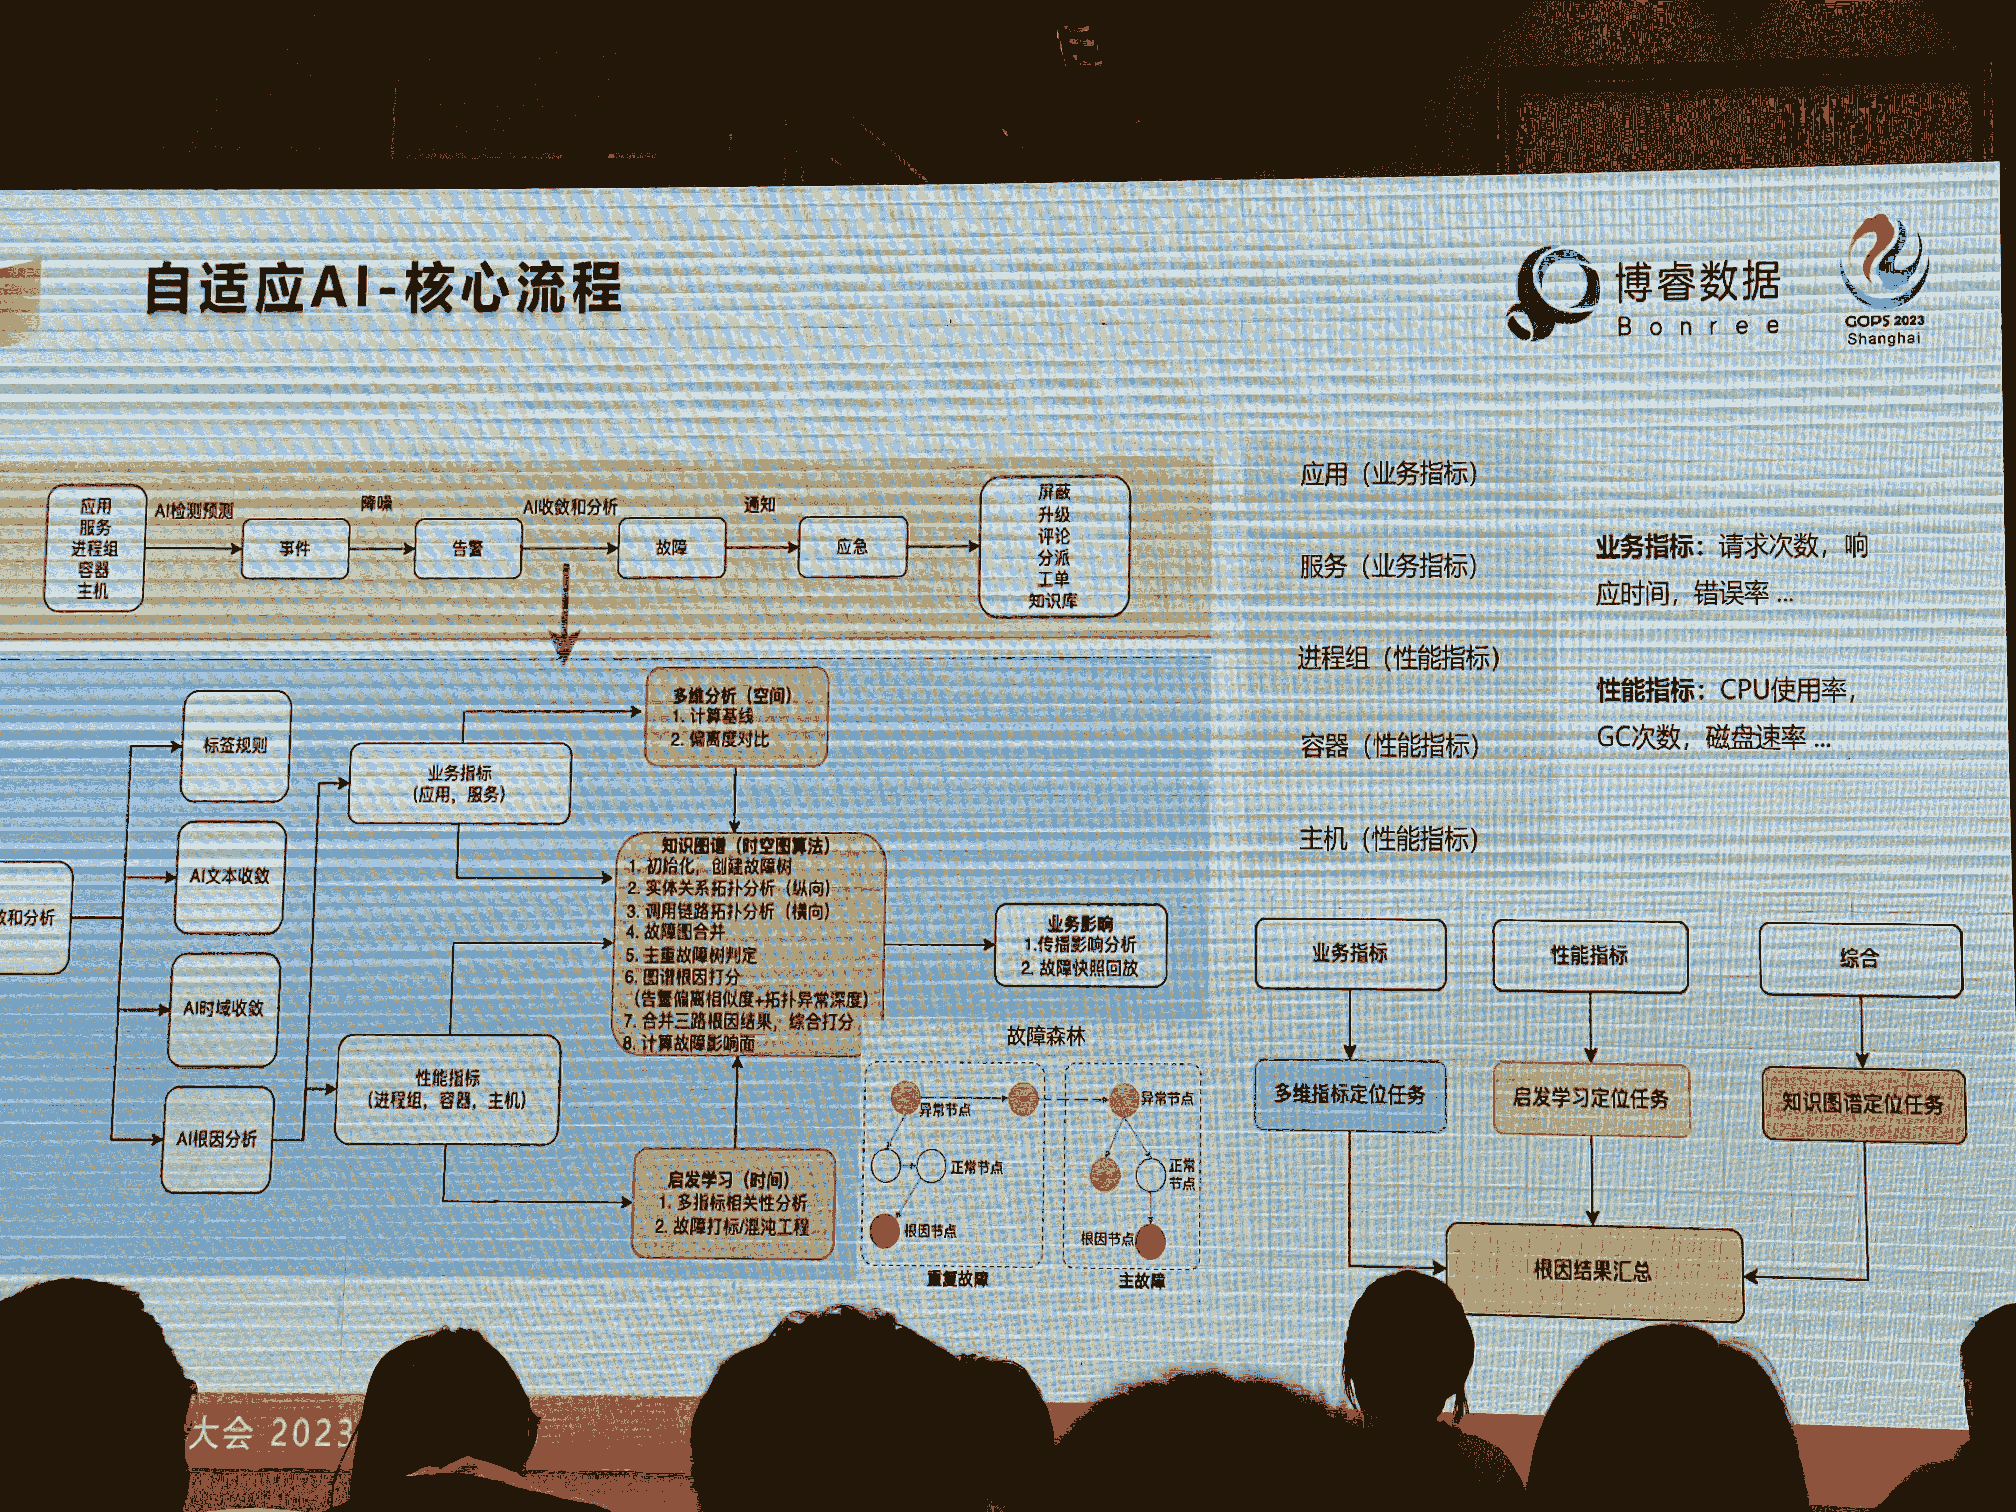 自适应AI-核心流程
博睿数据
Bonree
GOPS 2023
Shanghai
应用
服务
进程组
容器
主机
AI检测预测
事件
降噪
告警
AI收敛和分析
故障
通知
应急
屏蔽
升级
评论
分派
工单
知识库
和分析
标签规则
AI文本收敛
AI时域收敛
AI根因分析
业务指标
(应用，服务)
性能指标
(进程组，容器，主机)
多维分析（空间）
1. 计算基线
2. 偏离度对比
知识图谱（时空图算法）
1. 初始化，创建故障树
2. 实体关系拓扑分析（纵向）
3. 调用链路拓扑分析（横向）
4. 故障图合并
5. 主重故障树判定
6. 图谱根因打分
（告警偏离相似度+拓扑异常深度）
7. 合并三路根因结果，综合打分
8. 计算故障影响面
启发学习（时间）
1. 多指标相关性分析
2. 故障打标/混沌工程
业务影响
1.传播影响分析
2. 故障快照回放
故障森林
异常节点
正常节点
根因节点
重复故障
异常节点
正常
节点
根因节点
主故障
应用（业务指标）
服务（业务指标）
进程组（性能指标）
容器（性能指标）
主机（性能指标）
业务指标：请求次数，响
应时间，错误率 ...
性能指标：CPU使用率，
GC次数，磁盘速率 ...
业务指标
性能指标
综合
多维指标定位任务
启发学习定位任务
知识图谱定位任务
根因结果汇总
大会 2023